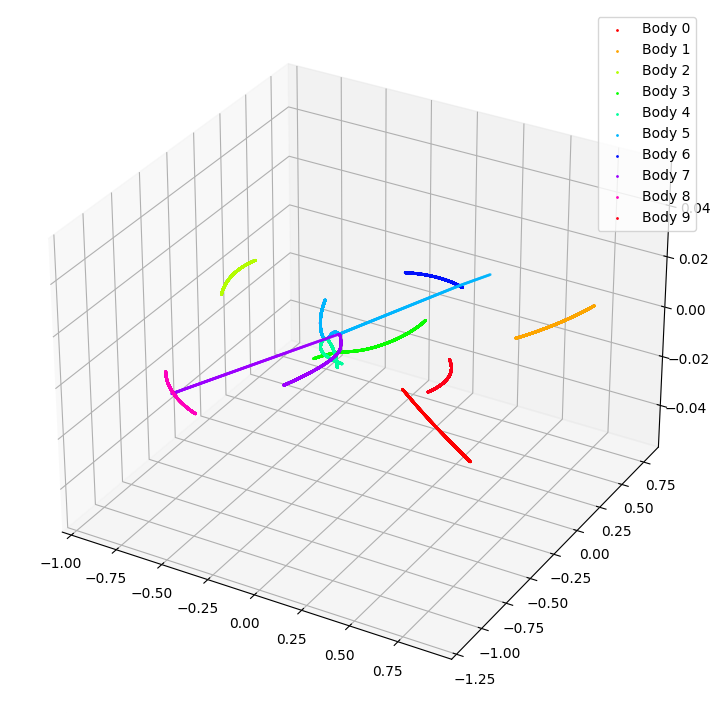 Body 0
Body 1
Body 2
Body 3
Body 4
Body 5
Body 6
Body 7
Body 8
Body 9
0.04
0.02
0.00
−0.02
−0.04
0.75
0.50
0.25
0.00
−0.25
−0.50
−0.75
−1.00
−1.25
−1.00
−0.75
−0.50
−0.25
0.00
0.25
0.50
0.75